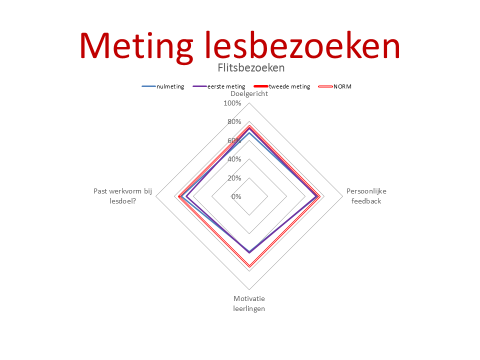 Meting lesbezoeken
Flitsbezoeken
nulmeting eerste meting tweede meting NORM
Doelgericht
100%
80%
60%
40%
20%
0%
Past werkvorm bij
lesdoel?
Persoonlijke
feedback
Motivatie
leerlingen